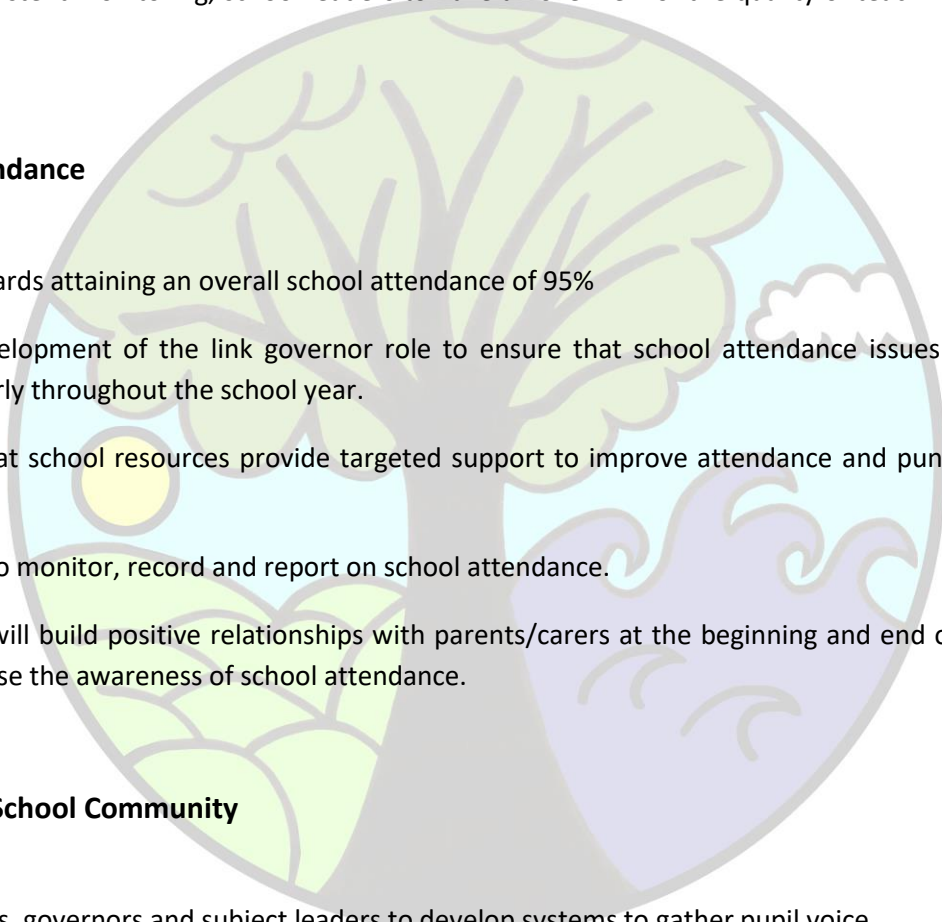 ndance
ards attaining an overall school attendance of 95%
elopment of the link governor role to ensure that school attendance issues
rly throughout the school year.
at school resources provide targeted support to improve attendance and pun
o monitor, record and report on school attendance.
will build positive relationships with parents/carers at the beginning and end o
se the awareness of school attendance.
School Community
s, governors and subject leaders to develop systems to gather pupil voice